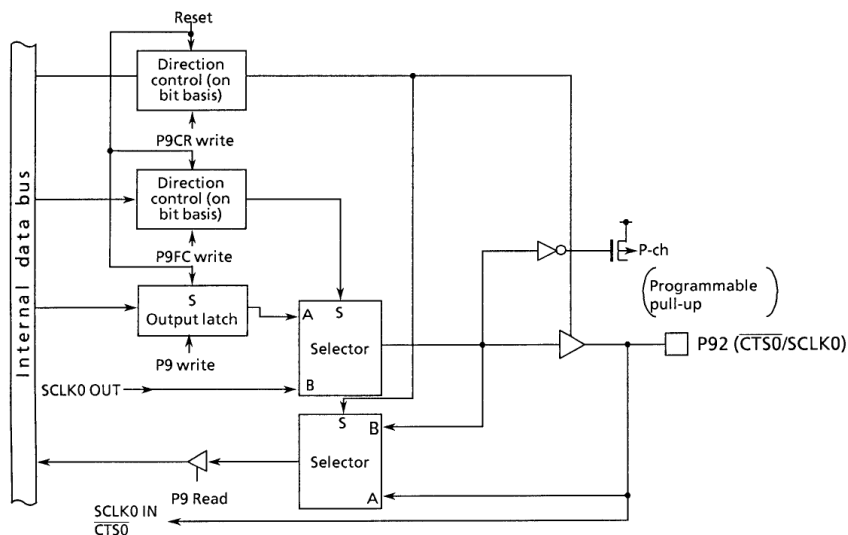 Reset
Direction
control (on
bit basis)
P9CR write
Direction
control (on
bit basis)
P9FC write
S
Output latch
P9 write
SCLK0 OUT
A
S
Selector
B
S
B
Selector
A
P9 Read
SCLK0 IN
CTS0
P-ch
(Programmable
pull-up)
P92 (CTS0/SCLK0)
Internal data bus